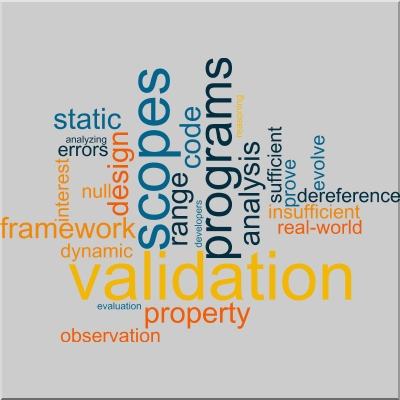 scopes
programs
static
code
reasoning
analyzing
errors
design
range
analysis
sufficient
evolve
prove
interest
null
developers
dereference
insufficient
framework
real-world
dynamic
validation
evaluation
property
observation